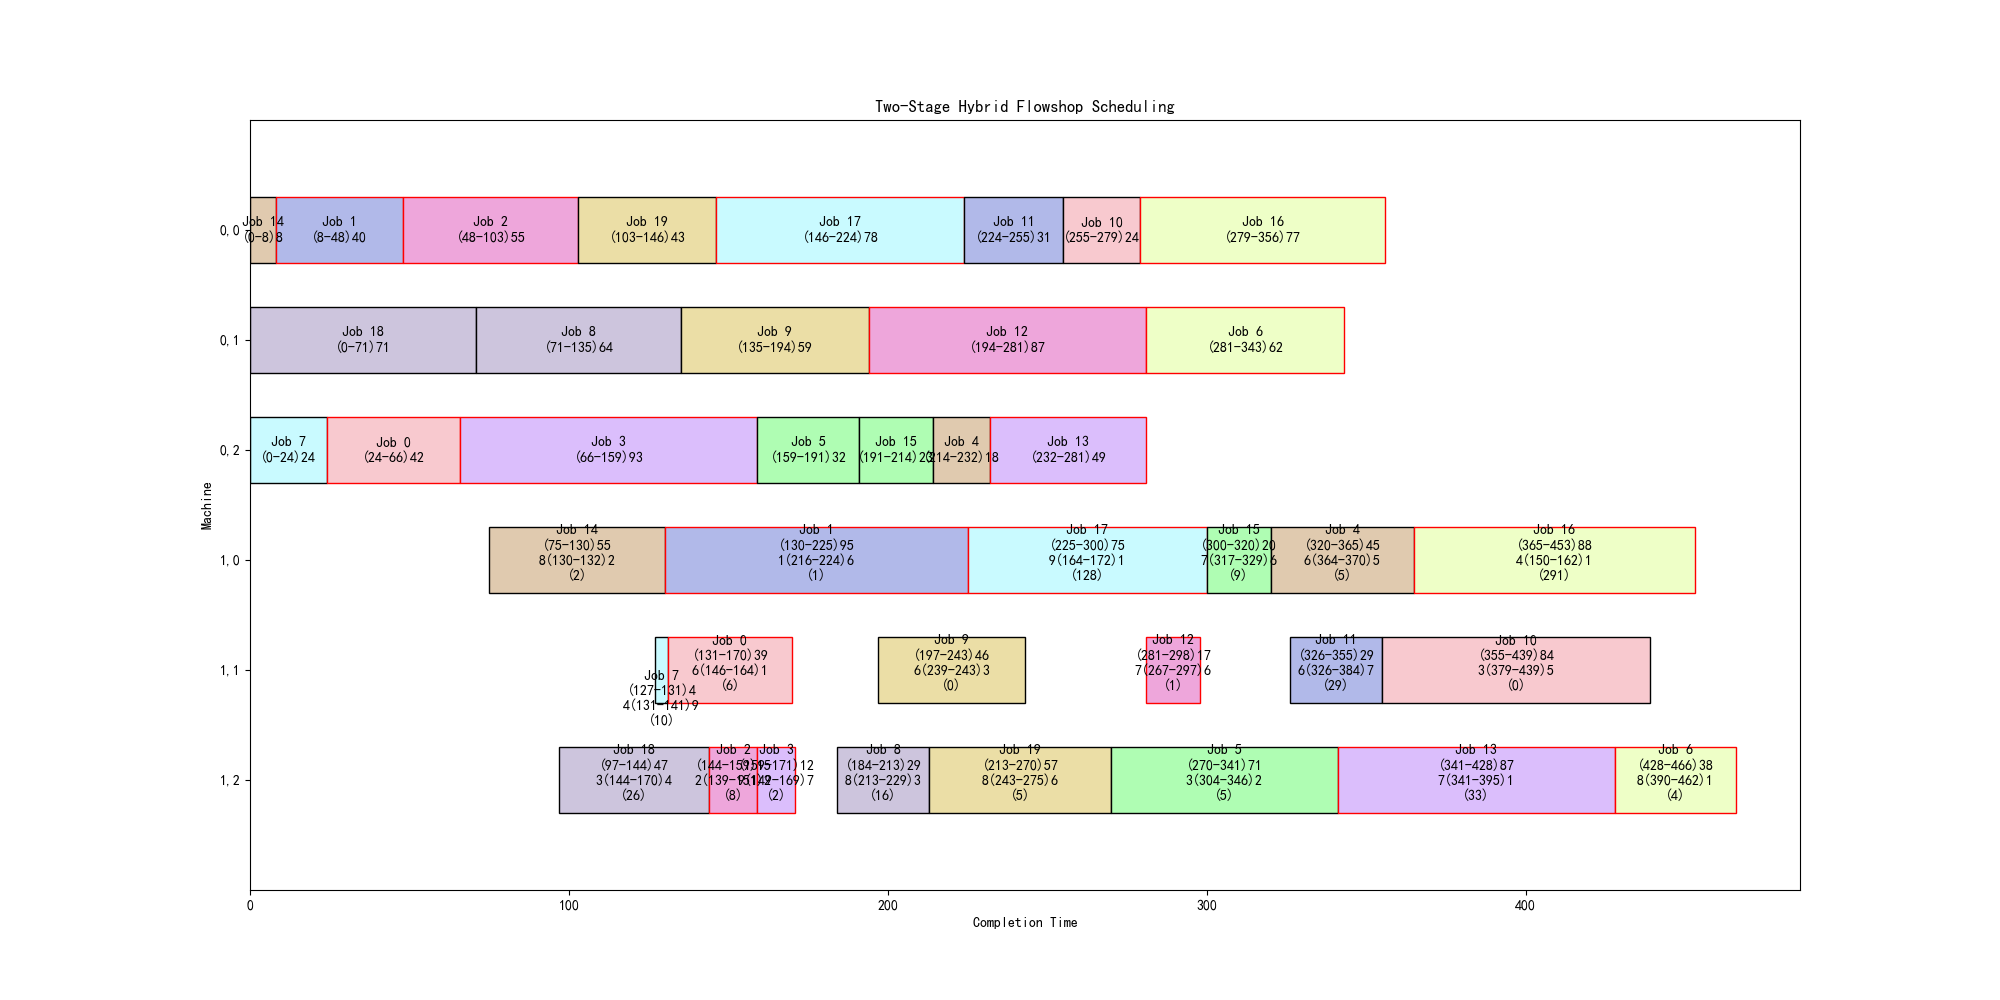 Two-Stage Hybrid Flowshop Scheduling
Machine
0,0
Job 14
(0-8)8
Job 1
(8-48)40
Job 2
(48-103)55
Job 19
(103-146)43
Job 17
(146-224)78
Job 11
(224-255)31
Job 10
(255-279)24
Job 16
(279-356)77
0,1
Job 18
(0-71)71
Job 8
(71-135)64
Job 9
(135-194)59
Job 12
(194-281)87
Job 6
(281-343)62
0,2
Job 7
(0-24)24
Job 0
(24-66)42
Job 3
(66-159)93
Job 5
(159-191)32
Job 15
(191-214)23
Job 4
(214-232)18
Job 13
(232-281)49
1,0
Job 14
(75-130)55
8(130-132)2
(2)
Job 1
(130-225)95
1(216-224)6
(1)
Job 17
(225-300)75
9(164-172)1
(128)
Job 15
(300-320)20
7(317-329)6
(9)
Job 4
(320-365)45
6(364-370)5
(5)
Job 16
(365-453)88
4(150-162)1
(291)
1,1
Job 7
(127-131)4
4(131-141)9
(10)
Job 0
(131-170)39
6(146-164)1
(6)
Job 9
(197-243)46
6(239-243)3
(0)
Job 12
(281-298)17
7(267-297)6
(1)
Job 11
(326-355)29
6(326-384)7
(29)
Job 10
(355-439)84
3(379-439)5
(0)
1,2
Job 18
(97-144)47
3(144-170)4
(26)
Job 2
(144-159)15
(8)
Job 3
(159-171)12
(2)
Job 8
(184-213)29
8(213-229)3
(16)
Job 19
(213-270)57
8(243-275)6
(5)
Job 5
(270-341)71
3(304-346)2
(5)
Job 13
(341-428)87
7(341-395)1
(33)
Job 6
(428-466)38
8(390-462)1
(4)
0
100
200
300
400
Completion Time